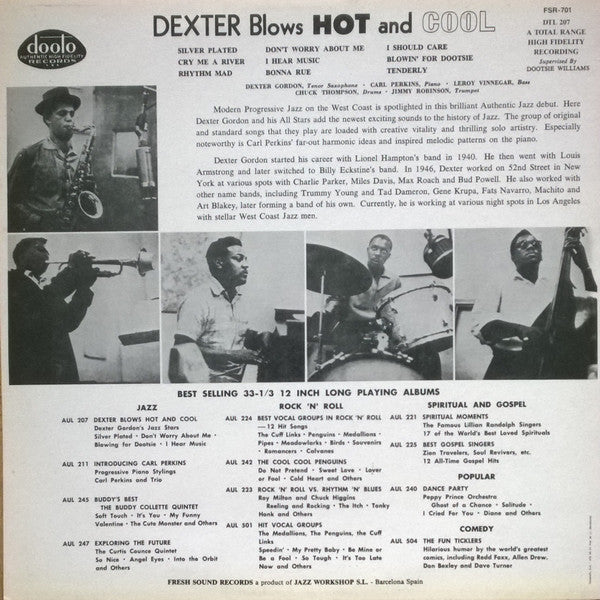 DEXTER Blows HOT and COOL
FSR-701
DTL 207
A TOTAL RANGE
HIGH FIDELITY
RECORDING
Supervised By
DOOTSIE WILLIAMS
dooto
AUTHENTIC HIGH FIDELITY
RECORDS
SILVER PLATED
CRY ME A RIVER
RHYTHM MAD
DON'T WORRY ABOUT ME
I HEAR MUSIC
BONNA RUE
I SHOULD CARE
BLOWIN' FOR DOOTSIE
TENDERLY
DEXTER GORDON, Tenor Saxophone · CARL PERKINS, Piano · LEROY VINNEGAR, Bass
CHUCK THOMPSON, Drums · JIMMY ROBINSON, Trumpet
Modern Progressive Jazz on the West Coast is spotlighted in this brilliant Authentic Jazz debut. Here
Dexter Gordon and his All Stars add the newest exciting sounds to the history of Jazz. The group of original
and standard songs that they play are loaded with creative vitality and thrilling solo artistry. Especially
noteworthy is Carl Perkins' far-out harmonic ideas and inspired melodic patterns on the piano.
Dexter Gordon started his career with Lionel Hampton's band in 1940. He then went with Louis
Armstrong and later switched to Billy Eckstine's band. In 1946, Dexter worked on 52nd Street in New
York at various spots with Charlie Parker, Miles Davis, Max Roach and Bud Powell. He also worked with
other name bands, including Trummy Young and Tad Dameron, Gene Krupa, Fats Navarro, Machito and
Art Blakey, later forming a band of his own. Currently, he is working at various night spots in Los Angeles
with stellar West Coast Jazz men.
BEST SELLING 33-1/3 12 INCH LONG PLAYING ALBUMS
JAZZ
AUL 207 DEXTER BLOWS HOT AND COOL
Dexter Gordon's Jazz Stars
Silver Plated · Don't Worry About Me ·
Blowing for Dootsie · I Hear Music
AUL 211 INTRODUCING CARL PERKINS
Progressive Piano Stylings
Carl Perkins and Trio
AUL 245 BUDDY'S BEST
THE BUDDY COLLETTE QUINTET
Soft Touch · It's You · My Funny
Valentine · The Cute Monster and Others
AUL 247 EXPLORING THE FUTURE
The Curtis Counce Quintet
So Nice · Angel Eyes · Into the Orbit
and Others
ROCK 'N' ROLL
AUL 224 BEST VOCAL GROUPS IN ROCK 'N' ROLL
—12 Hit Songs
The Cuff Links · Penguins · Medallions ·
Pipes · Meadowlarks · Birds · Souvenirs
· Romancers · Calvanes
AUL 242 THE COOL COOL PENGUINS
Do Not Pretend · Sweet Love · Lover
or Fool · Cold Heart and Others
AUL 223 ROCK 'N' ROLL VS. RHYTHM 'N' BLUES
Roy Milton and Chuck Higgins
Reeling and Rocking · The Itch · Tonky
Honk and Others
AUL 501 HIT VOCAL GROUPS
The Medallions, The Penguins, the Cuff
Links
Speedin' · My Pretty Baby · Be Mine or
Be a Fool · So Tough · It's Too Late
Now and Others
SPIRITUAL AND GOSPEL
AUL 221 SPIRITUAL MOMENTS
The Famous Lillian Randolph Singers
17 of the World's Best Loved Spirituals
AUL 225 BEST GOSPEL SINGERS
Zion Travelers, Soul Revivers, etc.
12 All-Time Gospel Hits
POPULAR
AUL 240 DANCE PARTY
Peppy Prince Orchestra
Ghost of a Chance · Solitude ·
I Cried For You · Diane and Others
COMEDY
AUL 504 THE FUN TICKLERS
Hilarious humor by the world's greatest
comics, including Redd Foxx, Allen Drew,
Don Bexley and Dave Turner
FRESH SOUND RECORDS a product of JAZZ WORKSHOP S.L. - Barcelona Spain